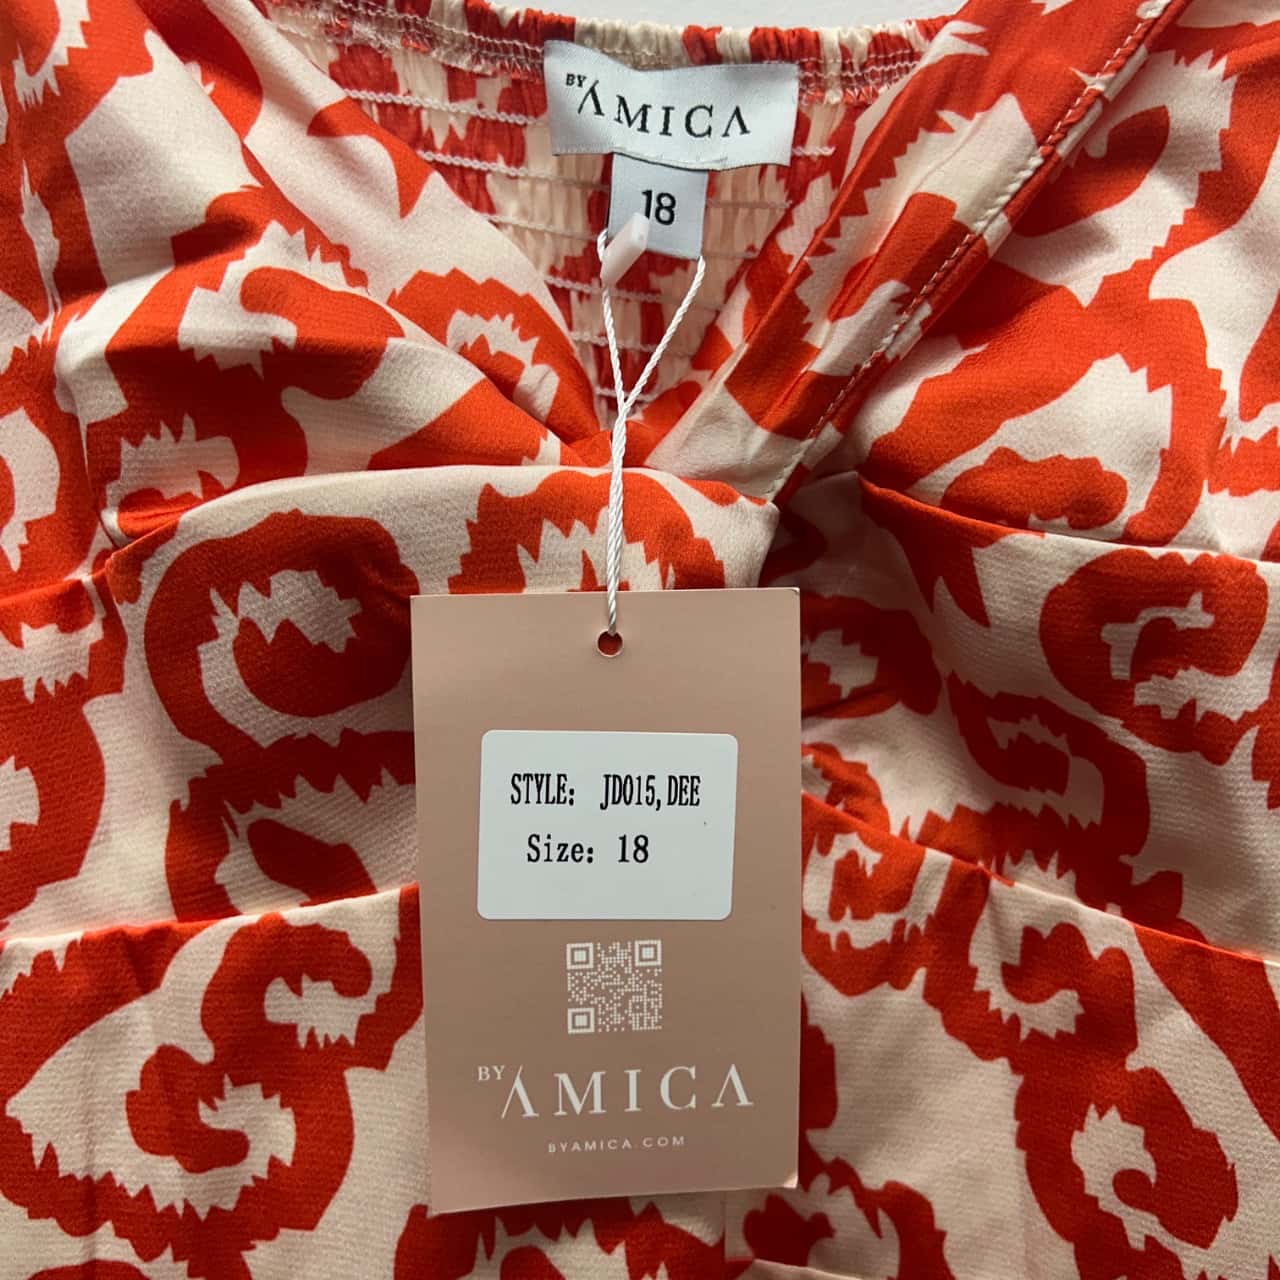 BY AMICA
18
STYLE: JD015, DEE
Size: 18
BY AMICA
BYAMICA.COM